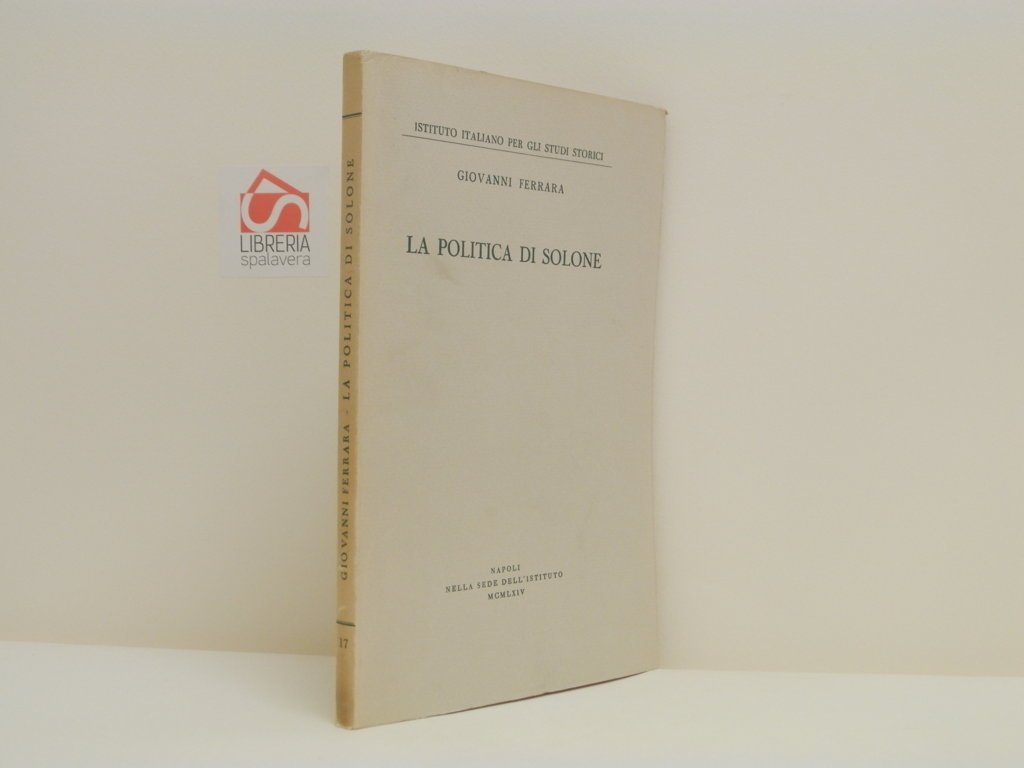 ISTITUTO ITALIANO PER GLI STUDI STORICI
GIOVANNI FERRARA
LA POLITICA DI SOLONE
NAPOLI
NELLA SEDE DELL'ISTITUTO
MCMLXIV
GIOVANNI FERRARA - LA POLITICA DI SOLONE
17
LIBRERIA
spalavera